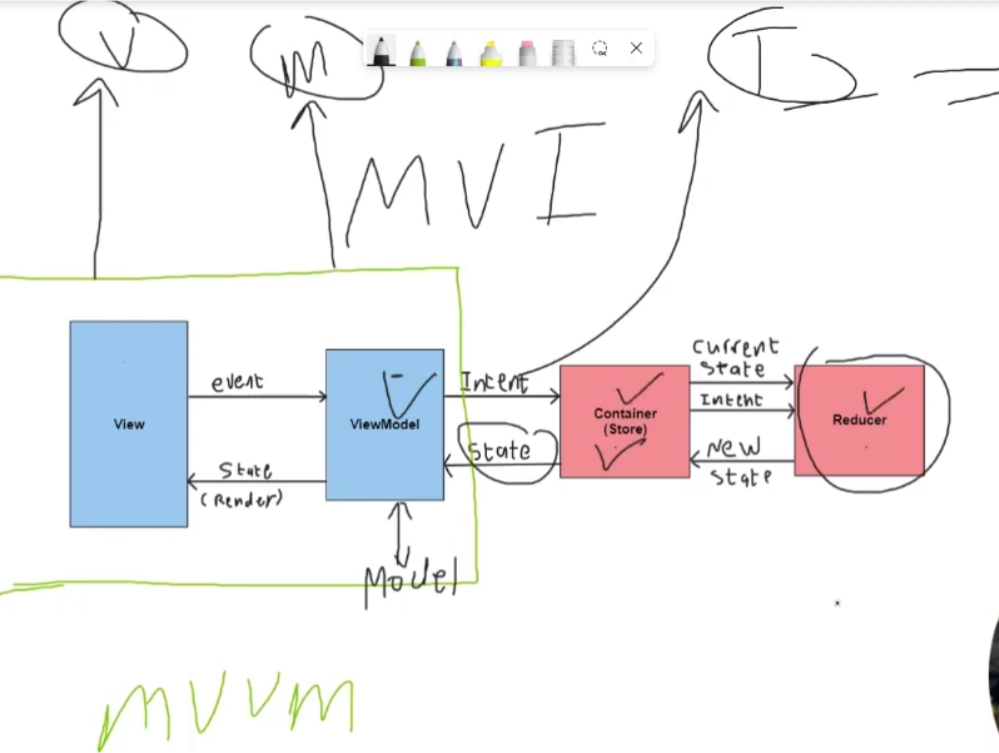 V
M
I
MVI
View
event
State
(Render)
ViewModel
Model
Intent
State
Container
(Store)
Current
State
Intent
New
State
Reducer
MVVM